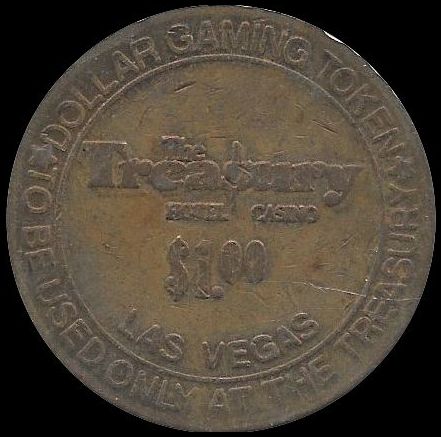 ★ DOLLAR GAMING TOKEN ★
TO BE USED ONLY AT THE TREASURY
The
Treasury
HOTEL CASINO
$1.00
LAS VEGAS